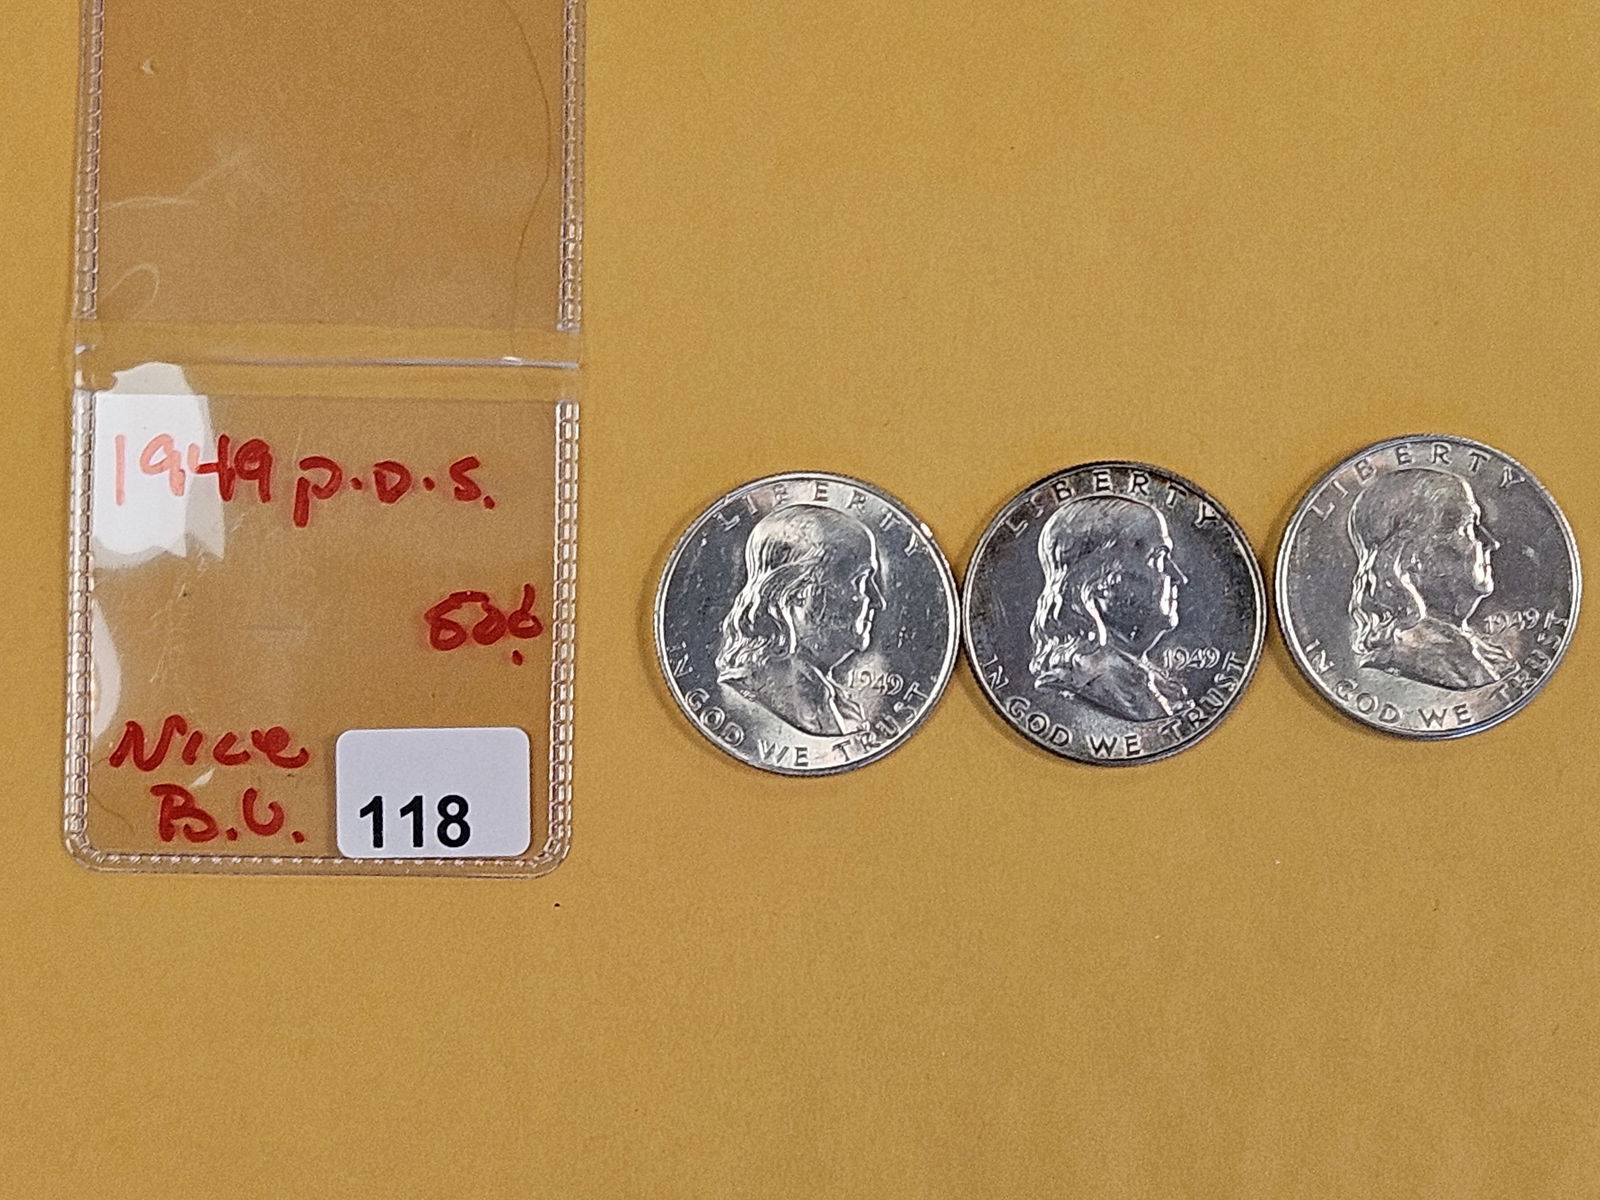 1949 P.D.S.
50¢
Nice
B.U.
118
LIBERTY
1949
IN GOD WE TRUST
LIBERTY
1949
IN GOD WE TRUST
LIBERTY
1949
IN GOD WE TRUST